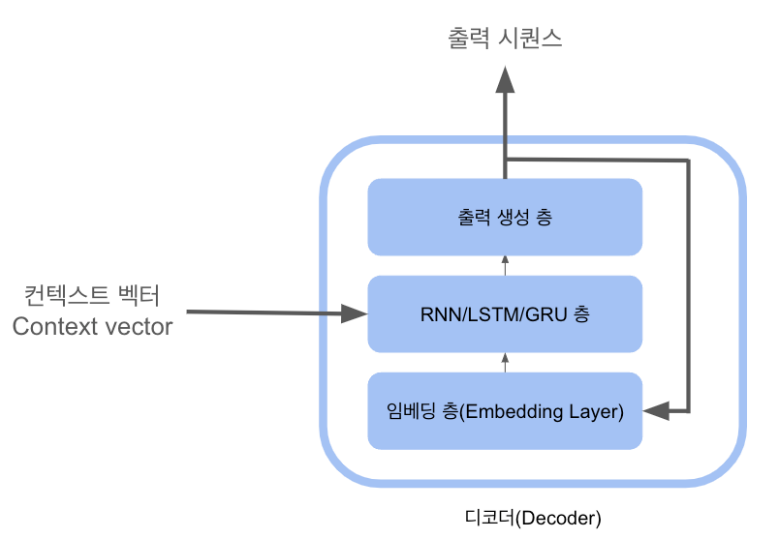 출력 시퀀스
출력 생성 층
컨텍스트 벡터
Context vector
RNN/LSTM/GRU 층
임베딩 층(Embedding Layer)
디코더(Decoder)